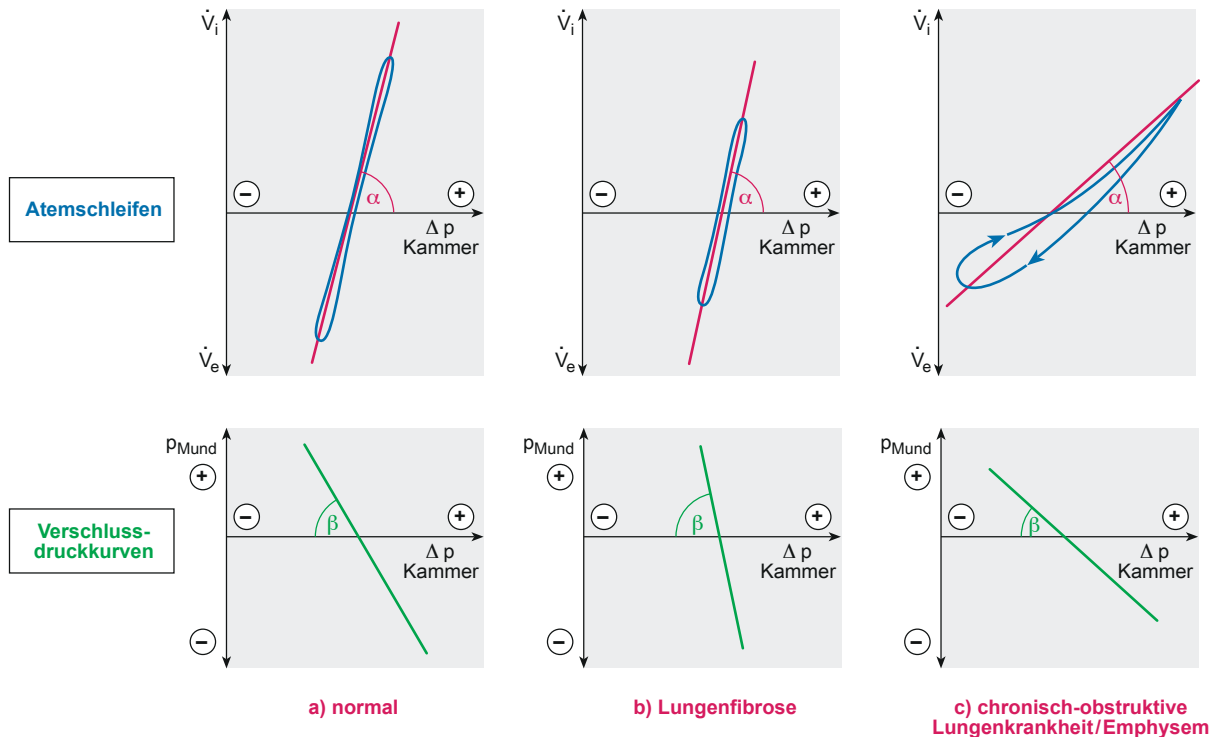 V̇i
V̇i
V̇i
Atemschleifen
−
α
+
Δ p
Kammer
V̇e
−
α
+
Δ p
Kammer
V̇e
−
α
+
Δ p
Kammer
V̇e
pMund
pMund
pMund
+
+
+
Verschluss-
druckkurven
−
β
+
Δ p
Kammer
−
−
β
+
Δ p
Kammer
−
−
β
+
Δ p
Kammer
−
a) normal
b) Lungenfibrose
c) chronisch-obstruktive
Lungenkrankheit/Emphysem